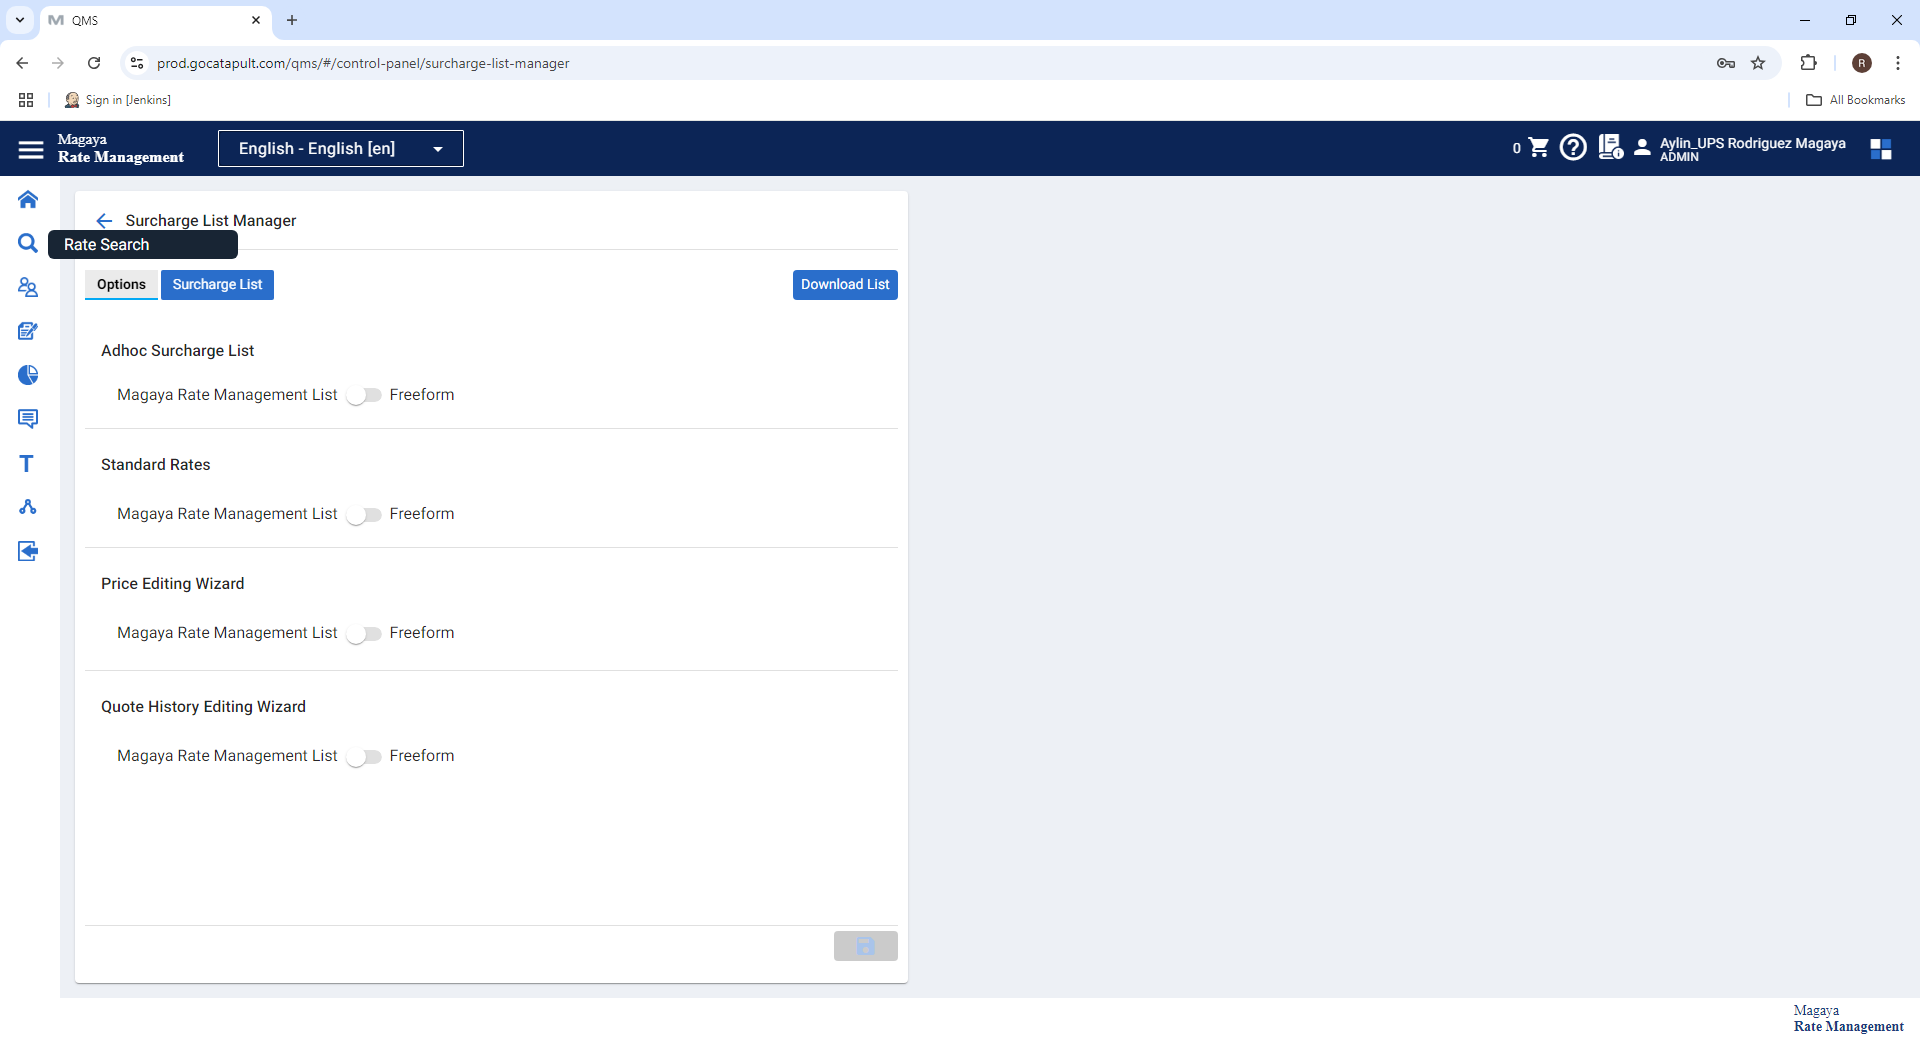 QMS
prod.gocatapult.com/qms/#/control-panel/surcharge-list-manager
R
Sign in [Jenkins]
All Bookmarks
Magaya
Rate Management
English - English [en]
0
Aylin_UPS Rodriguez Magaya
ADMIN
Surcharge List Manager
Rate Search
Options
Surcharge List
Download List
Adhoc Surcharge List
Magaya Rate Management List
Freeform
Standard Rates
Magaya Rate Management List
Freeform
Price Editing Wizard
Magaya Rate Management List
Freeform
Quote History Editing Wizard
Magaya Rate Management List
Freeform
Magaya
Rate Management